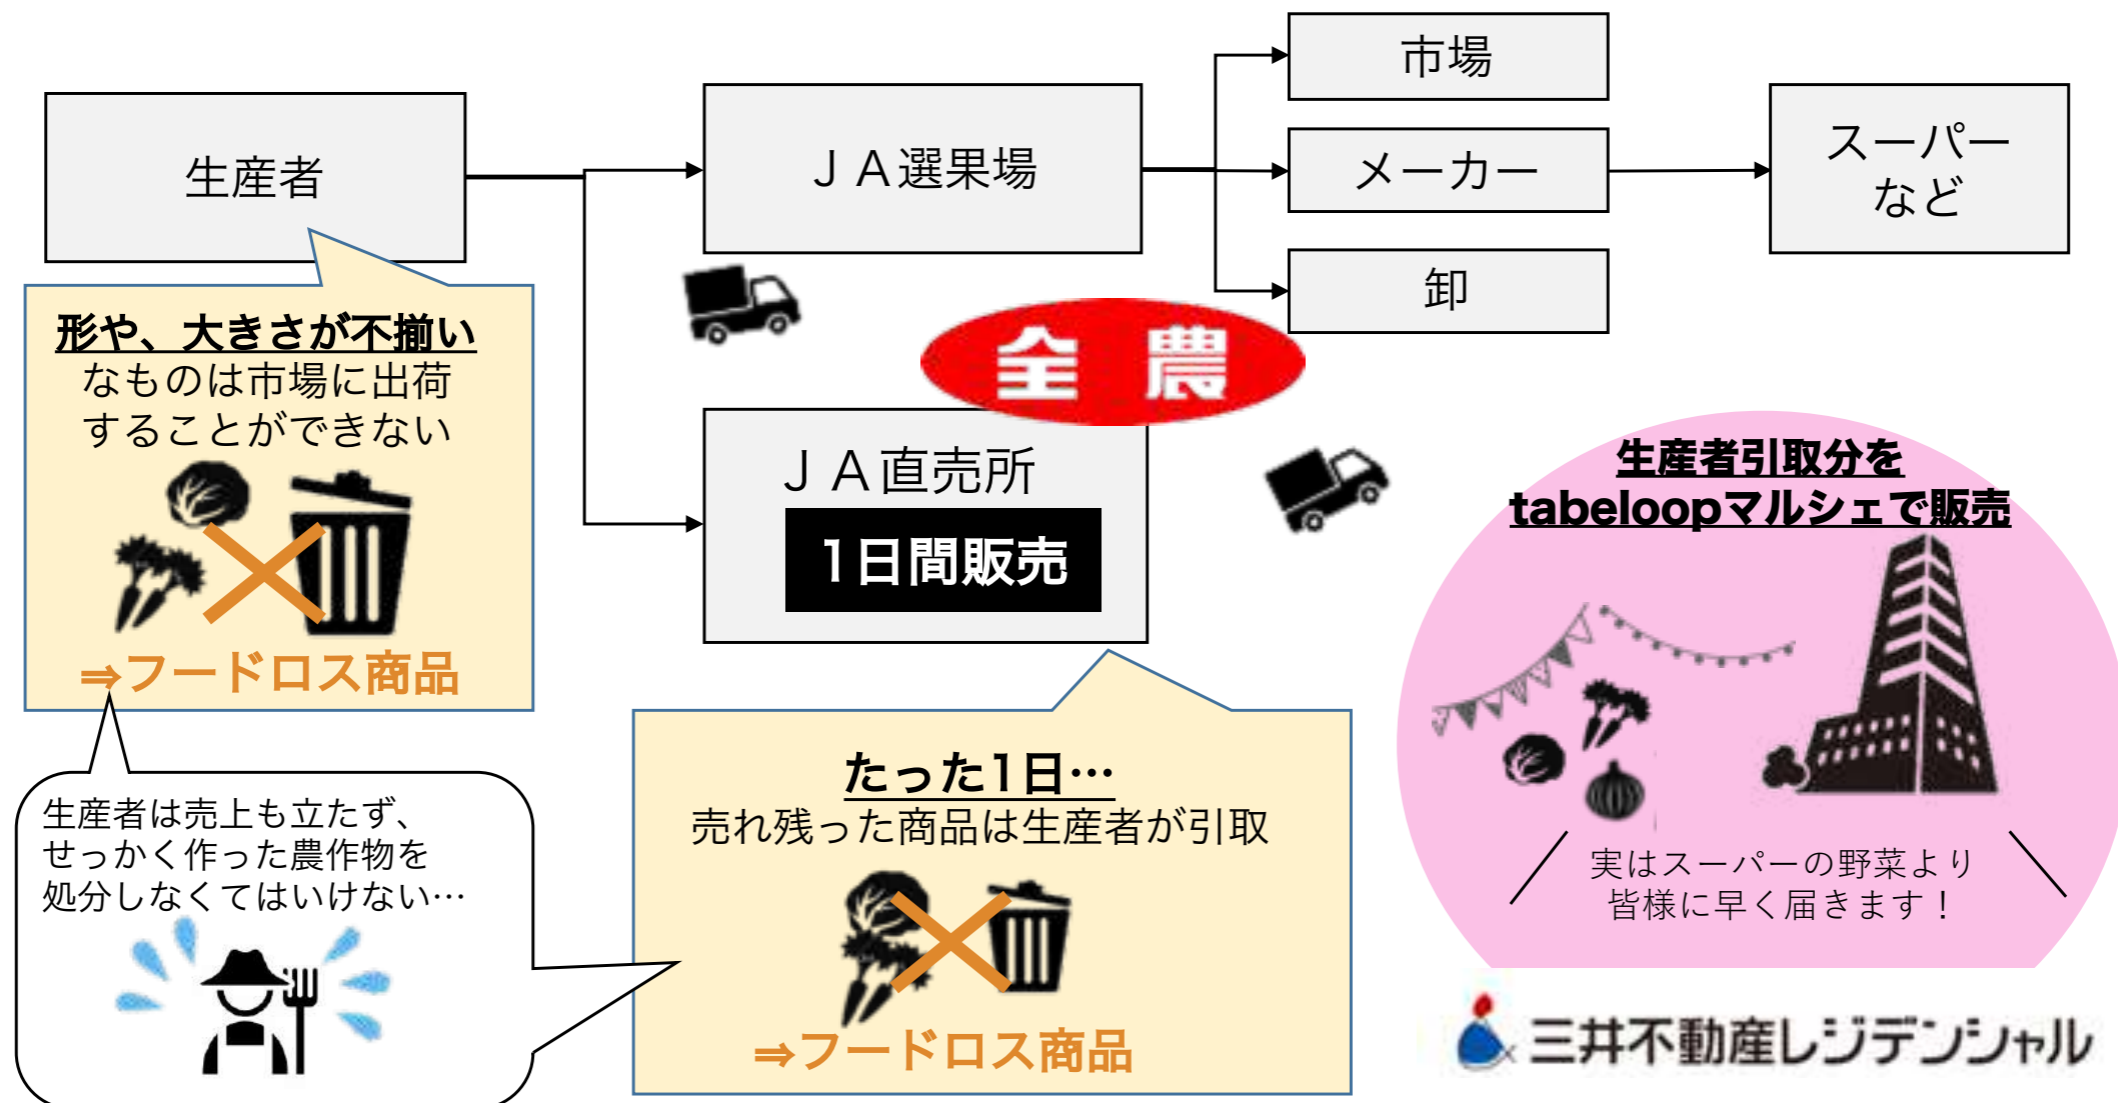 生産者
ＪＡ選果場
市場
メーカー
卸
スーパー
など
全農
形や、大きさが不揃い
なものは市場に出荷
することができない
⇒フードロス商品
ＪＡ直売所
1日間販売
生産者は売上も立たず、
せっかく作った農作物を
処分しなくてはいけない…
たった1日…
売れ残った商品は生産者が引取
⇒フードロス商品
生産者引取分を
tabeloopマルシェで販売
実はスーパーの野菜より
皆様に早く届きます！
三井不動産レジデンシャル